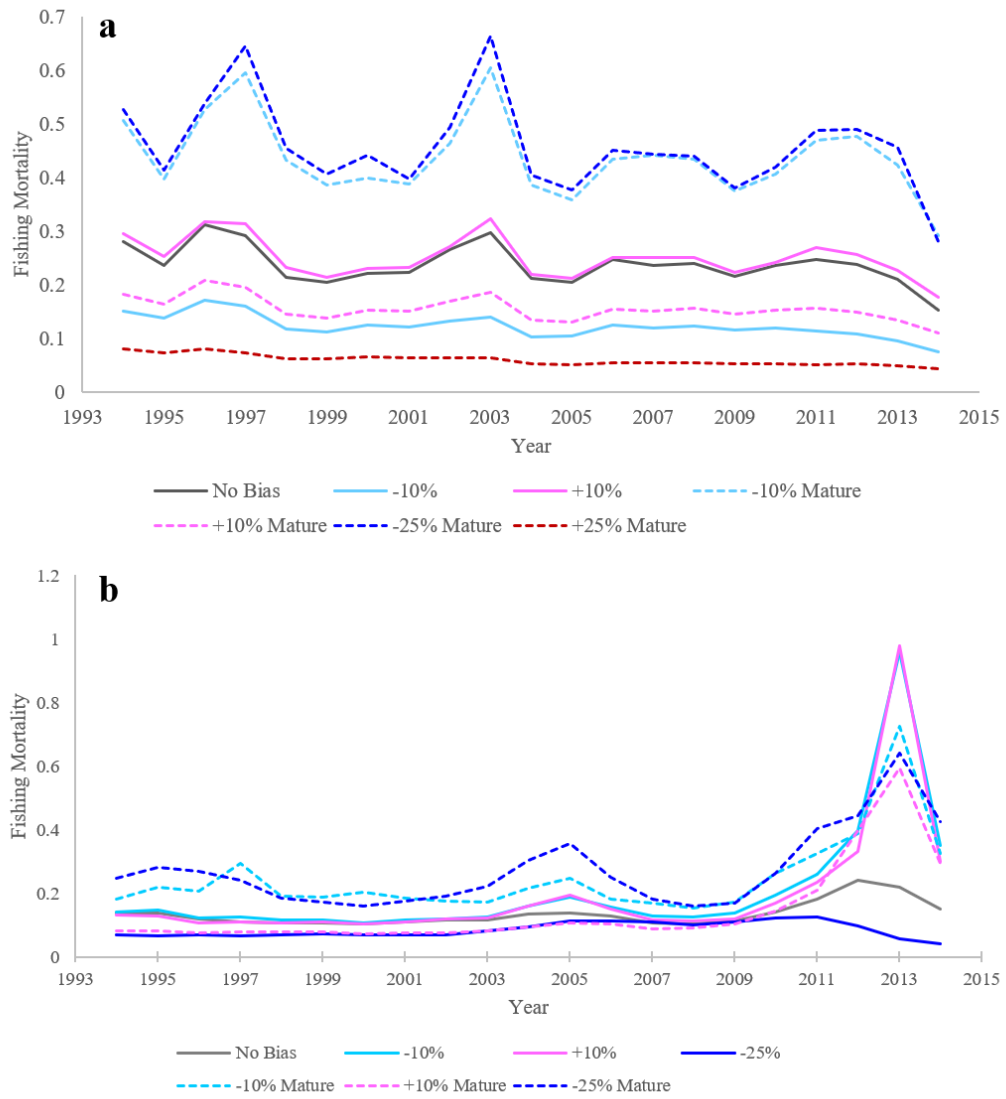 a
0.7
0.6
0.5
0.4
0.3
0.2
0.1
0
Fishing Mortality
1993 1995 1997 1999 2001 2003 2005 2007 2009 2011 2013 2015
Year
No Bias -10% +10% -10% Mature
+10% Mature -25% Mature +25% Mature
b
1.2
1
0.8
0.6
0.4
0.2
0
Fishing Mortality
1993 1995 1997 1999 2001 2003 2005 2007 2009 2011 2013 2015
Year
No Bias -10% +10% -25%
-10% Mature +10% Mature -25% Mature